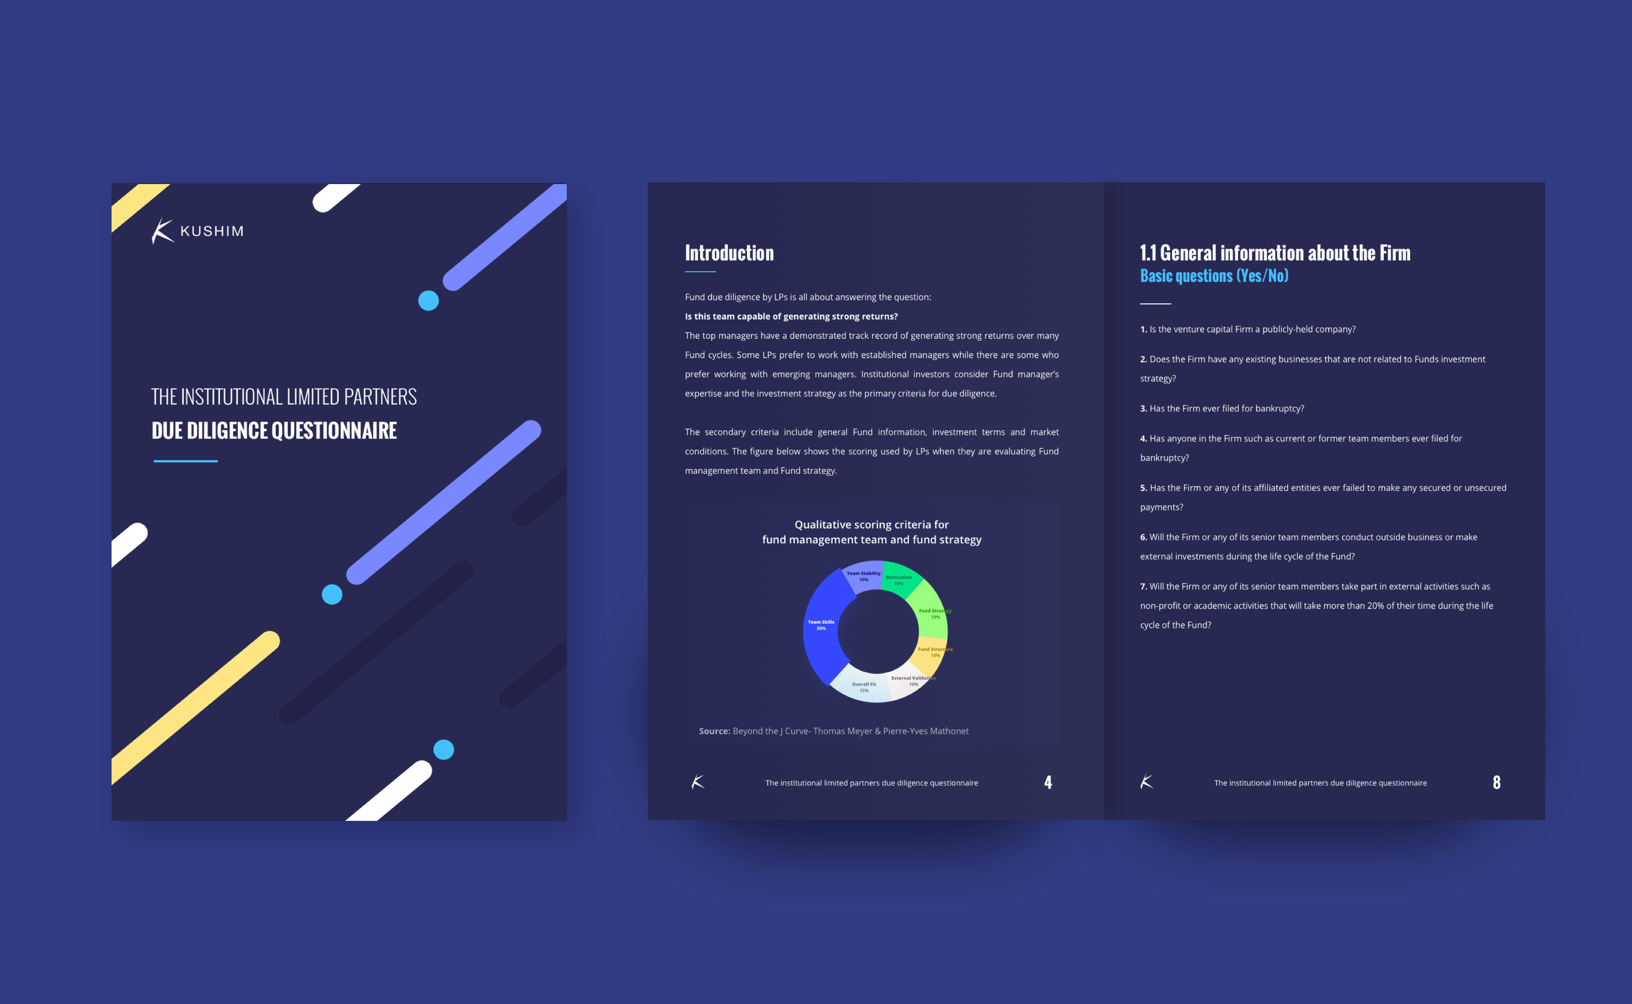 KUSHIM
THE INSTITUTIONAL LIMITED PARTNERS
DUE DILIGENCE QUESTIONNAIRE
Introduction
Fund due diligence by LPs is all about answering the question:
Is this team capable of generating strong returns?
The top managers have a demonstrated track record of generating strong returns over many
Fund cycles. Some LPs prefer to work with established managers while there are some who
prefer working with emerging managers. Institutional investors consider Fund manager's
expertise and the investment strategy as the primary criteria for due diligence.
The secondary criteria include general Fund information, investment terms and market
conditions. The figure below shows the scoring used by LPs when they are evaluating Fund
management team and Fund strategy.
Qualitative scoring criteria for
fund management team and fund strategy
Team Stability
10%
Motivation
10%
Fund Strategy
10%
Team Skills
30%
Fund Structure
10%
External Validation
10%
Overall Fit
15%
Source: Beyond the J Curve- Thomas Meyer & Pierre-Yves Mathonet
The institutional limited partners due diligence questionnaire
4
1.1 General information about the Firm
Basic questions (Yes/No)
1. Is the venture capital Firm a publicly-held company?
2. Does the Firm have any existing businesses that are not related to Funds investment
strategy?
3. Has the Firm ever filed for bankruptcy?
4. Has anyone in the Firm such as current or former team members ever filed for
bankruptcy?
5. Has the Firm or any of its affiliated entities ever failed to make any secured or unsecured
payments?
6. Will the Firm or any of its senior team members conduct outside business or make
external investments during the life cycle of the Fund?
7. Will the Firm or any of its senior team members take part in external activities such as
non-profit or academic activities that will take more than 20% of their time during the life
cycle of the Fund?
The institutional limited partners due diligence questionnaire
8